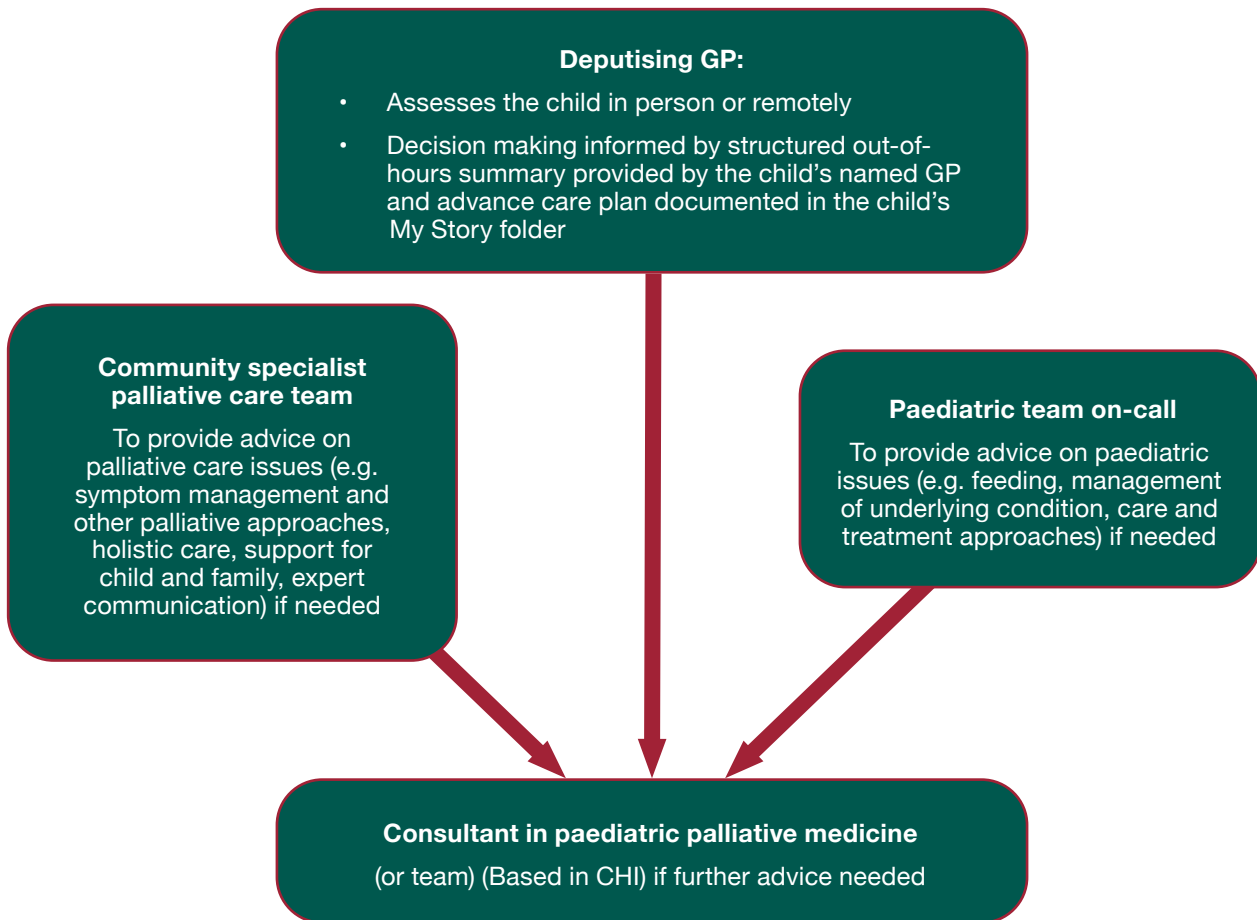 Deputising GP:
• Assesses the child in person or remotely
• Decision making informed by structured out-of-
hours summary provided by the child’s named GP
and advance care plan documented in the child’s
My Story folder
Community specialist
palliative care team
To provide advice on
palliative care issues (e.g.
symptom management and
other palliative approaches,
holistic care, support for
child and family, expert
communication) if needed
Paediatric team on-call
To provide advice on paediatric
issues (e.g. feeding, management
of underlying condition, care and
treatment approaches) if needed
Consultant in paediatric palliative medicine
(or team) (Based in CHI) if further advice needed